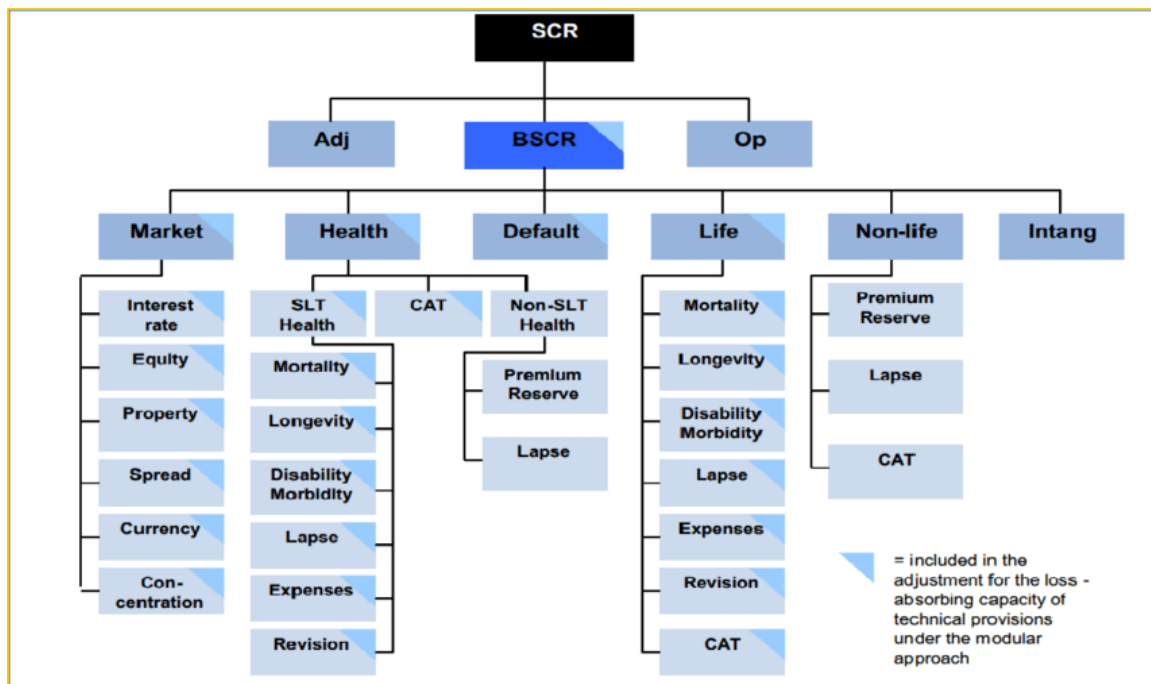 SCR
Adj
BSCR
Op
Market
Health
Default
Life
Non-life
Intang
Interest
rate
Equity
Property
Spread
Currency
Con-
centration
SLT
Health
CAT
Non-SLT
Health
Mortality
Longevity
Disability
Morbidity
Lapse
Expenses
Revision
Premium
Reserve
Lapse
Mortality
Longevity
Disability
Morbidity
Lapse
Expenses
Revision
CAT
Premium
Reserve
Lapse
CAT
= included in the
adjustment for the loss -
absorbing capacity of
technical provisions
under the modular
approach